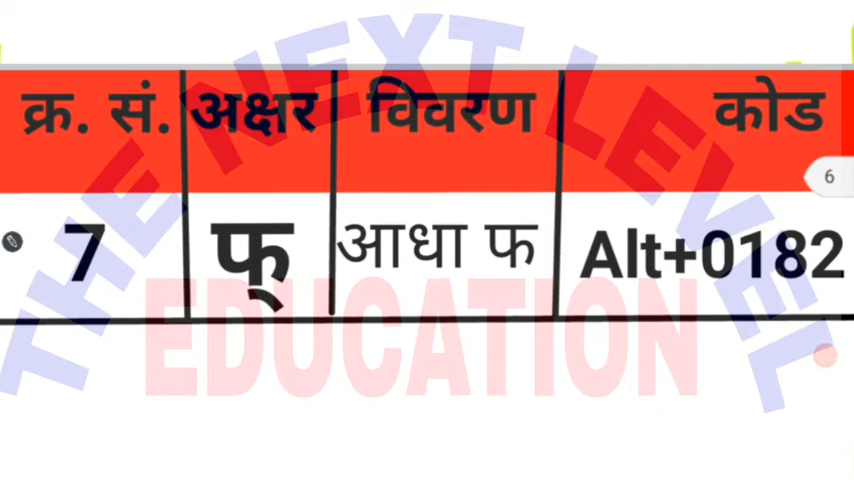 THE NEXT LEVEL
क्र. सं. अक्षर विवरण कोड
6
7 फ् आधा फ Alt+0182
EDUCATION